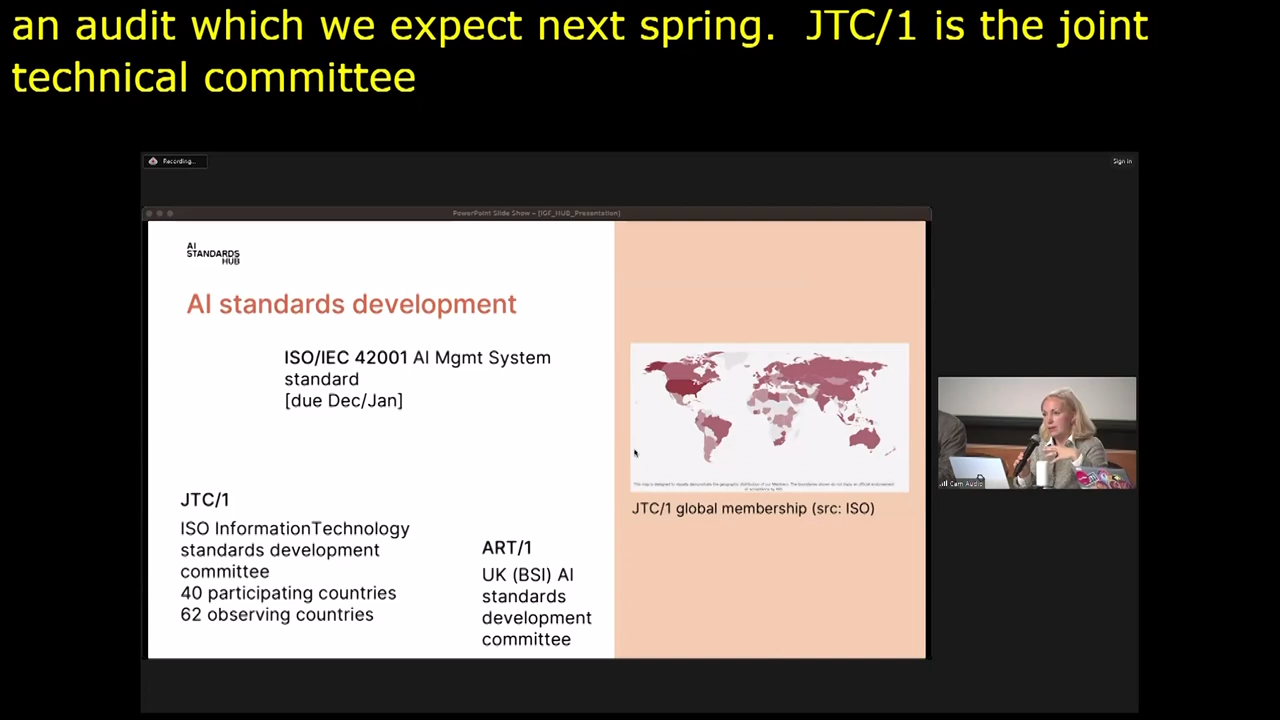 an audit which we expect next spring.  JTC/1 is the joint
technical committee
Recording...
Sign in
PowerPoint Slide Show - [IGF_HUB_Presentation]
AI
STANDARDS
HUB
AI standards development
ISO/IEC 42001 AI Mgmt System
standard
[due Dec/Jan]
JTC/1
ISO InformationTechnology
standards development
committee
40 participating countries
62 observing countries
ART/1
UK (BSI) AI
standards
development
committee
JTC/1 global membership (src: ISO)
Cam Audio